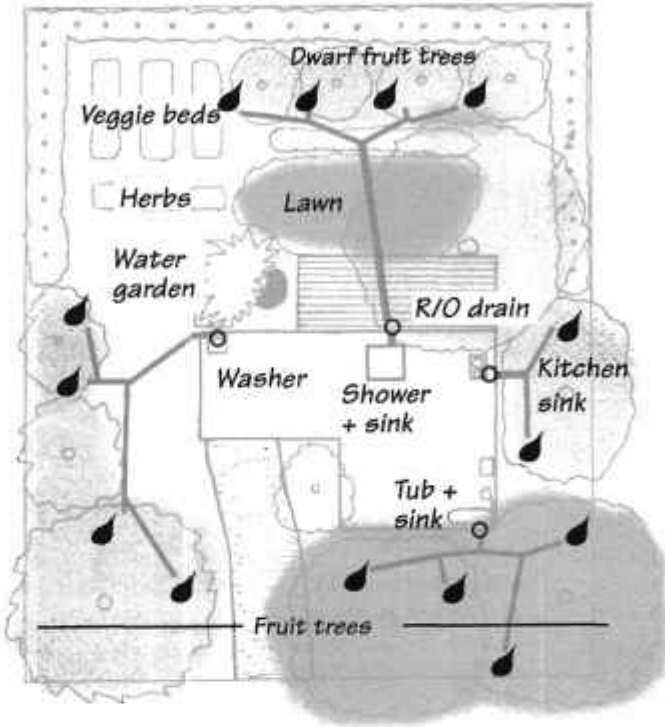 Dwarf fruit trees
Veggie beds
Herbs
Lawn
Water
garden
R/O drain
Washer
Shower
+ sink
Kitchen
sink
Tub +
sink
Fruit trees